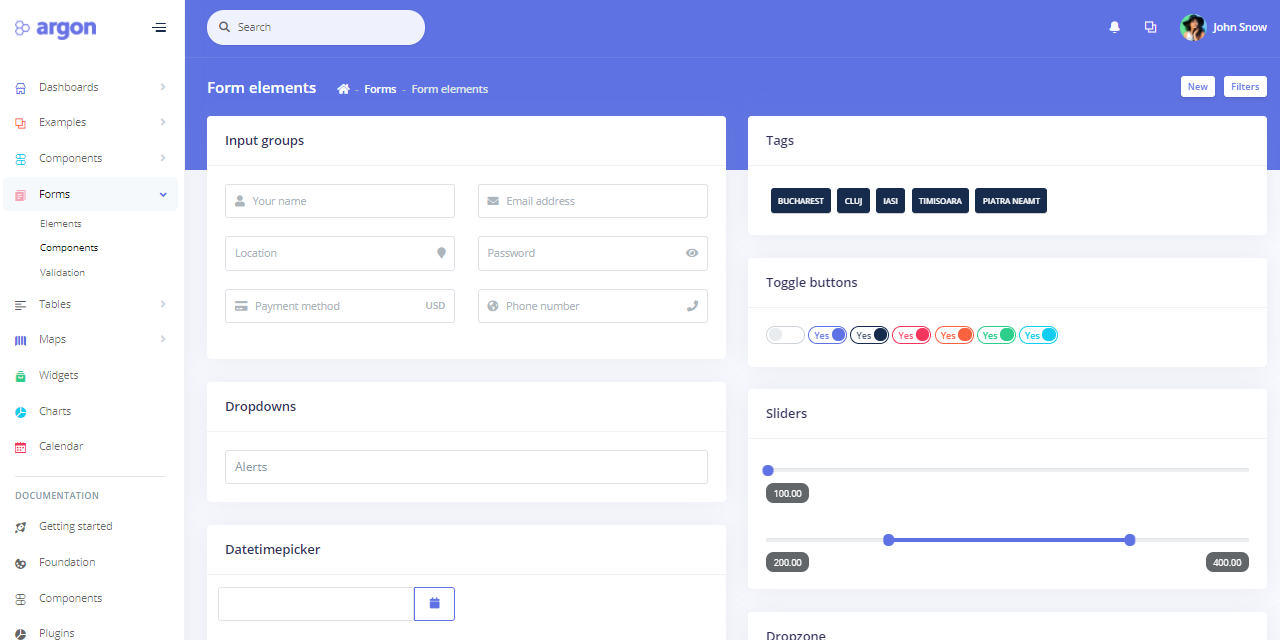 argon
Dashboards
Examples
Components
Forms
Elements
Components
Validation
Tables
Maps
Widgets
Charts
Calendar
DOCUMENTATION
Getting started
Foundation
Components
Plugins
Search
John Snow
Form elements
- Forms - Form elements
New
Filters
Input groups
Your name
Email address
Location
Password
Payment method USD
Phone number
Dropdowns
Alerts
Datetimepicker
Tags
BUCHAREST CLUJ IASI TIMISOARA PIATRA NEAMT
Toggle buttons
Yes Yes Yes Yes Yes Yes
Sliders
100.00
200.00 400.00
Dropzone